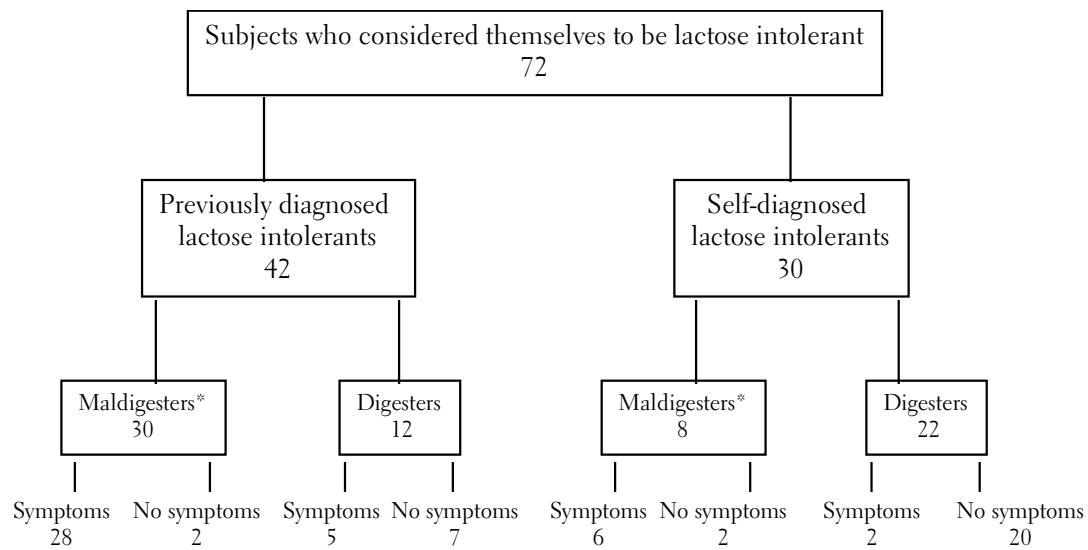 Subjects who considered themselves to be lactose intolerant
72
Previously diagnosed
lactose intolerants
42
Self-diagnosed
lactose intolerants
30
Maldigesters*
30
Digesters
12
Maldigesters*
8
Digesters
22
Symptoms
28
No symptoms
2
Symptoms
5
No symptoms
7
Symptoms
6
No symptoms
2
Symptoms
2
No symptoms
20